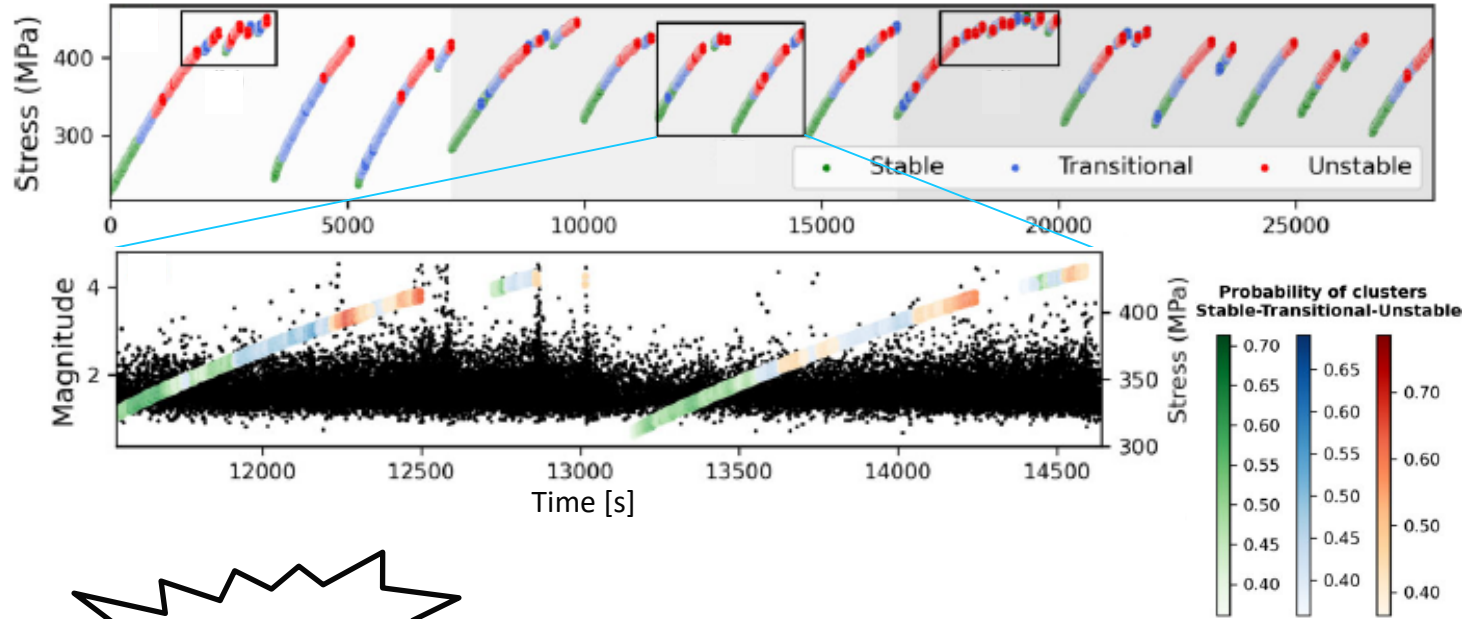 Stress (MPa)
400
300
Stable Transitional Unstable
0 5000 10000 15000 20000 25000
Magnitude
4
2
400
350
300
Stress (MPa)
12000 12500 13000 13500 14000 14500
Time [s]
Probability of clusters
Stable-Transitional-Unstable
0.70
0.65
0.60
0.55
0.50
0.45
0.40
0.65
0.60
0.55
0.50
0.45
0.40
0.70
0.60
0.50
0.40